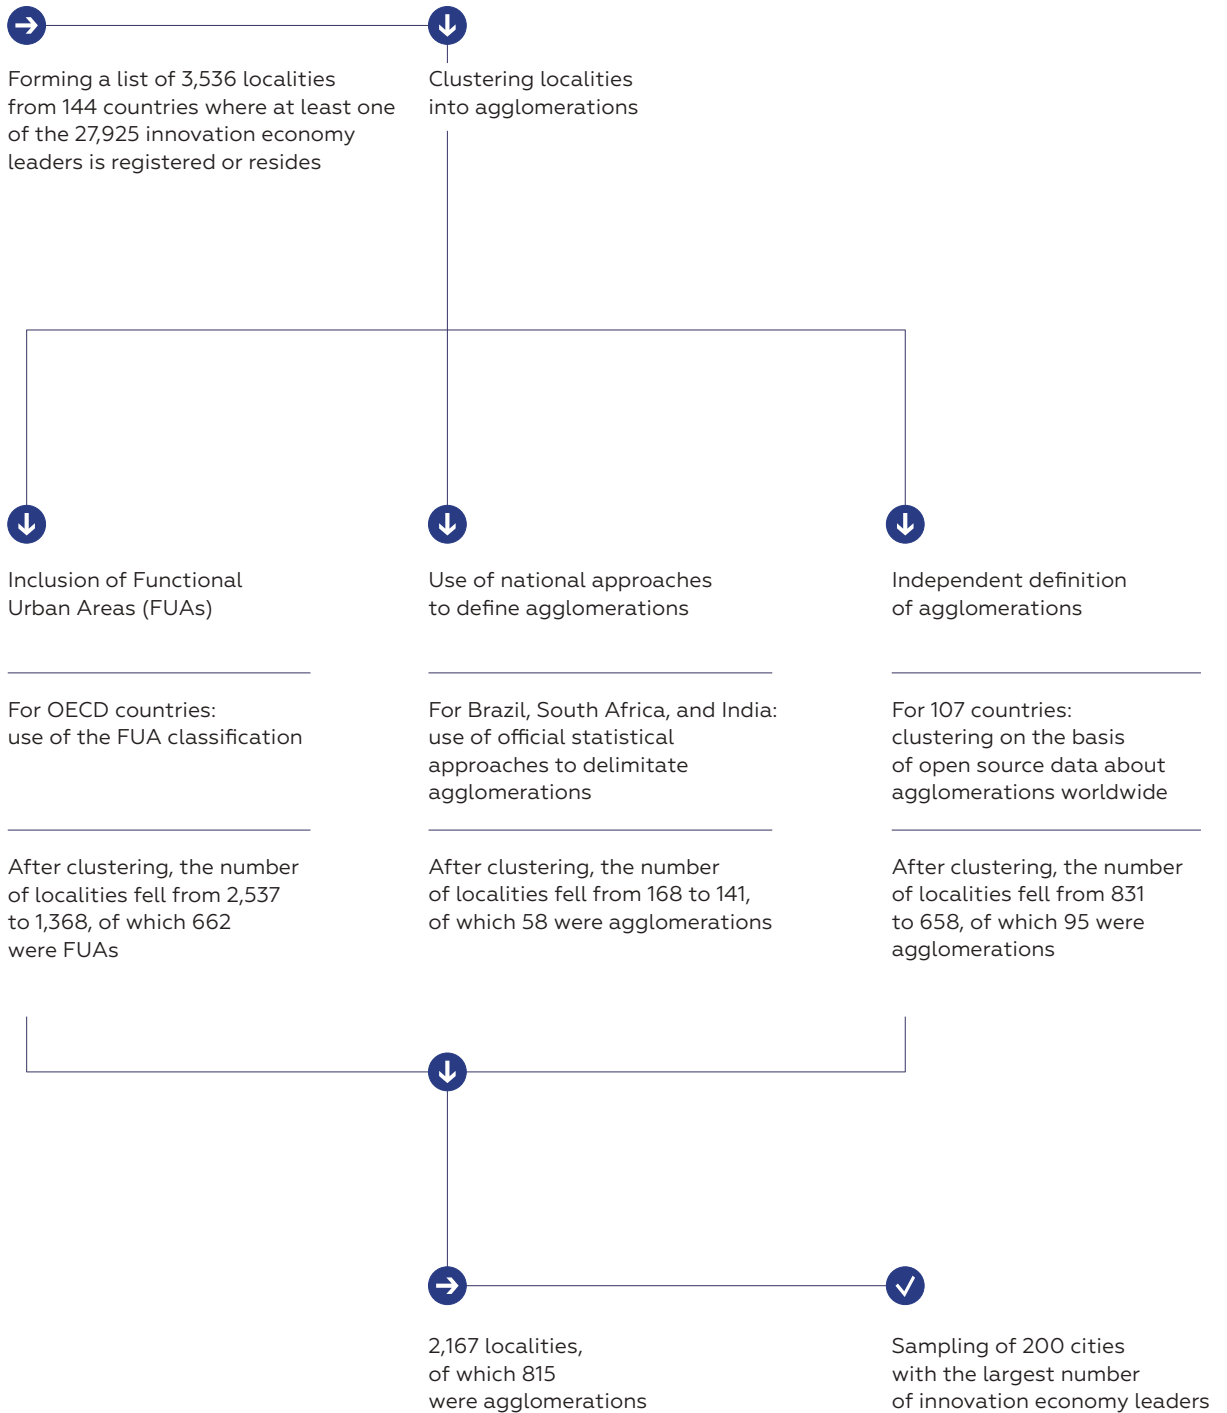 Forming a list of 3,536 localities
from 144 countries where at least one
of the 27,925 innovation economy
leaders is registered or resides
Clustering localities
into agglomerations
Inclusion of Functional
Urban Areas (FUAs)
For OECD countries:
use of the FUA classification
After clustering, the number
of localities fell from 2,537
to 1,368, of which 662
were FUAs
Use of national approaches
to define agglomerations
For Brazil, South Africa, and India:
use of official statistical
approaches to delimitate
agglomerations
After clustering, the number
of localities fell from 168 to 141,
of which 58 were agglomerations
Independent definition
of agglomerations
For 107 countries:
clustering on the basis
of open source data about
agglomerations worldwide
After clustering, the number
of localities fell from 831
to 658, of which 95 were
agglomerations
2,167 localities,
of which 815
were agglomerations
Sampling of 200 cities
with the largest number
of innovation economy leaders